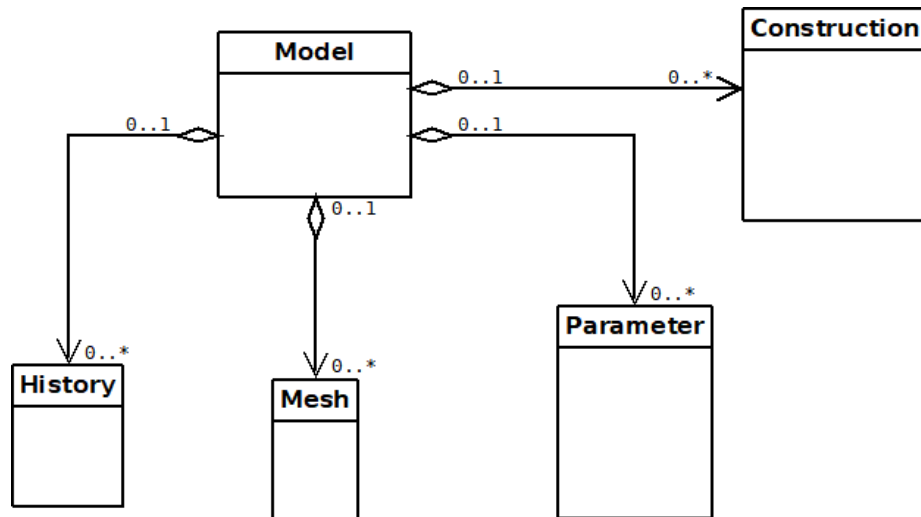 Construction
Model
0..1
0..*
0..1
0..1
0..1
0..*
Parameter
0..*
History
0..*
Mesh